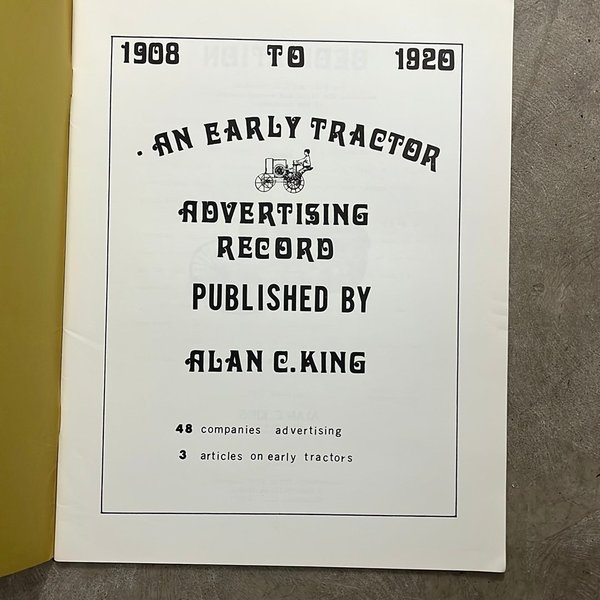 1908 TO 1920
. AN EARLY TRACTOR
ADVERTISING
RECORD
PUBLISHED BY
ALAN C. KING
48 companies advertising
3 articles on early tractors